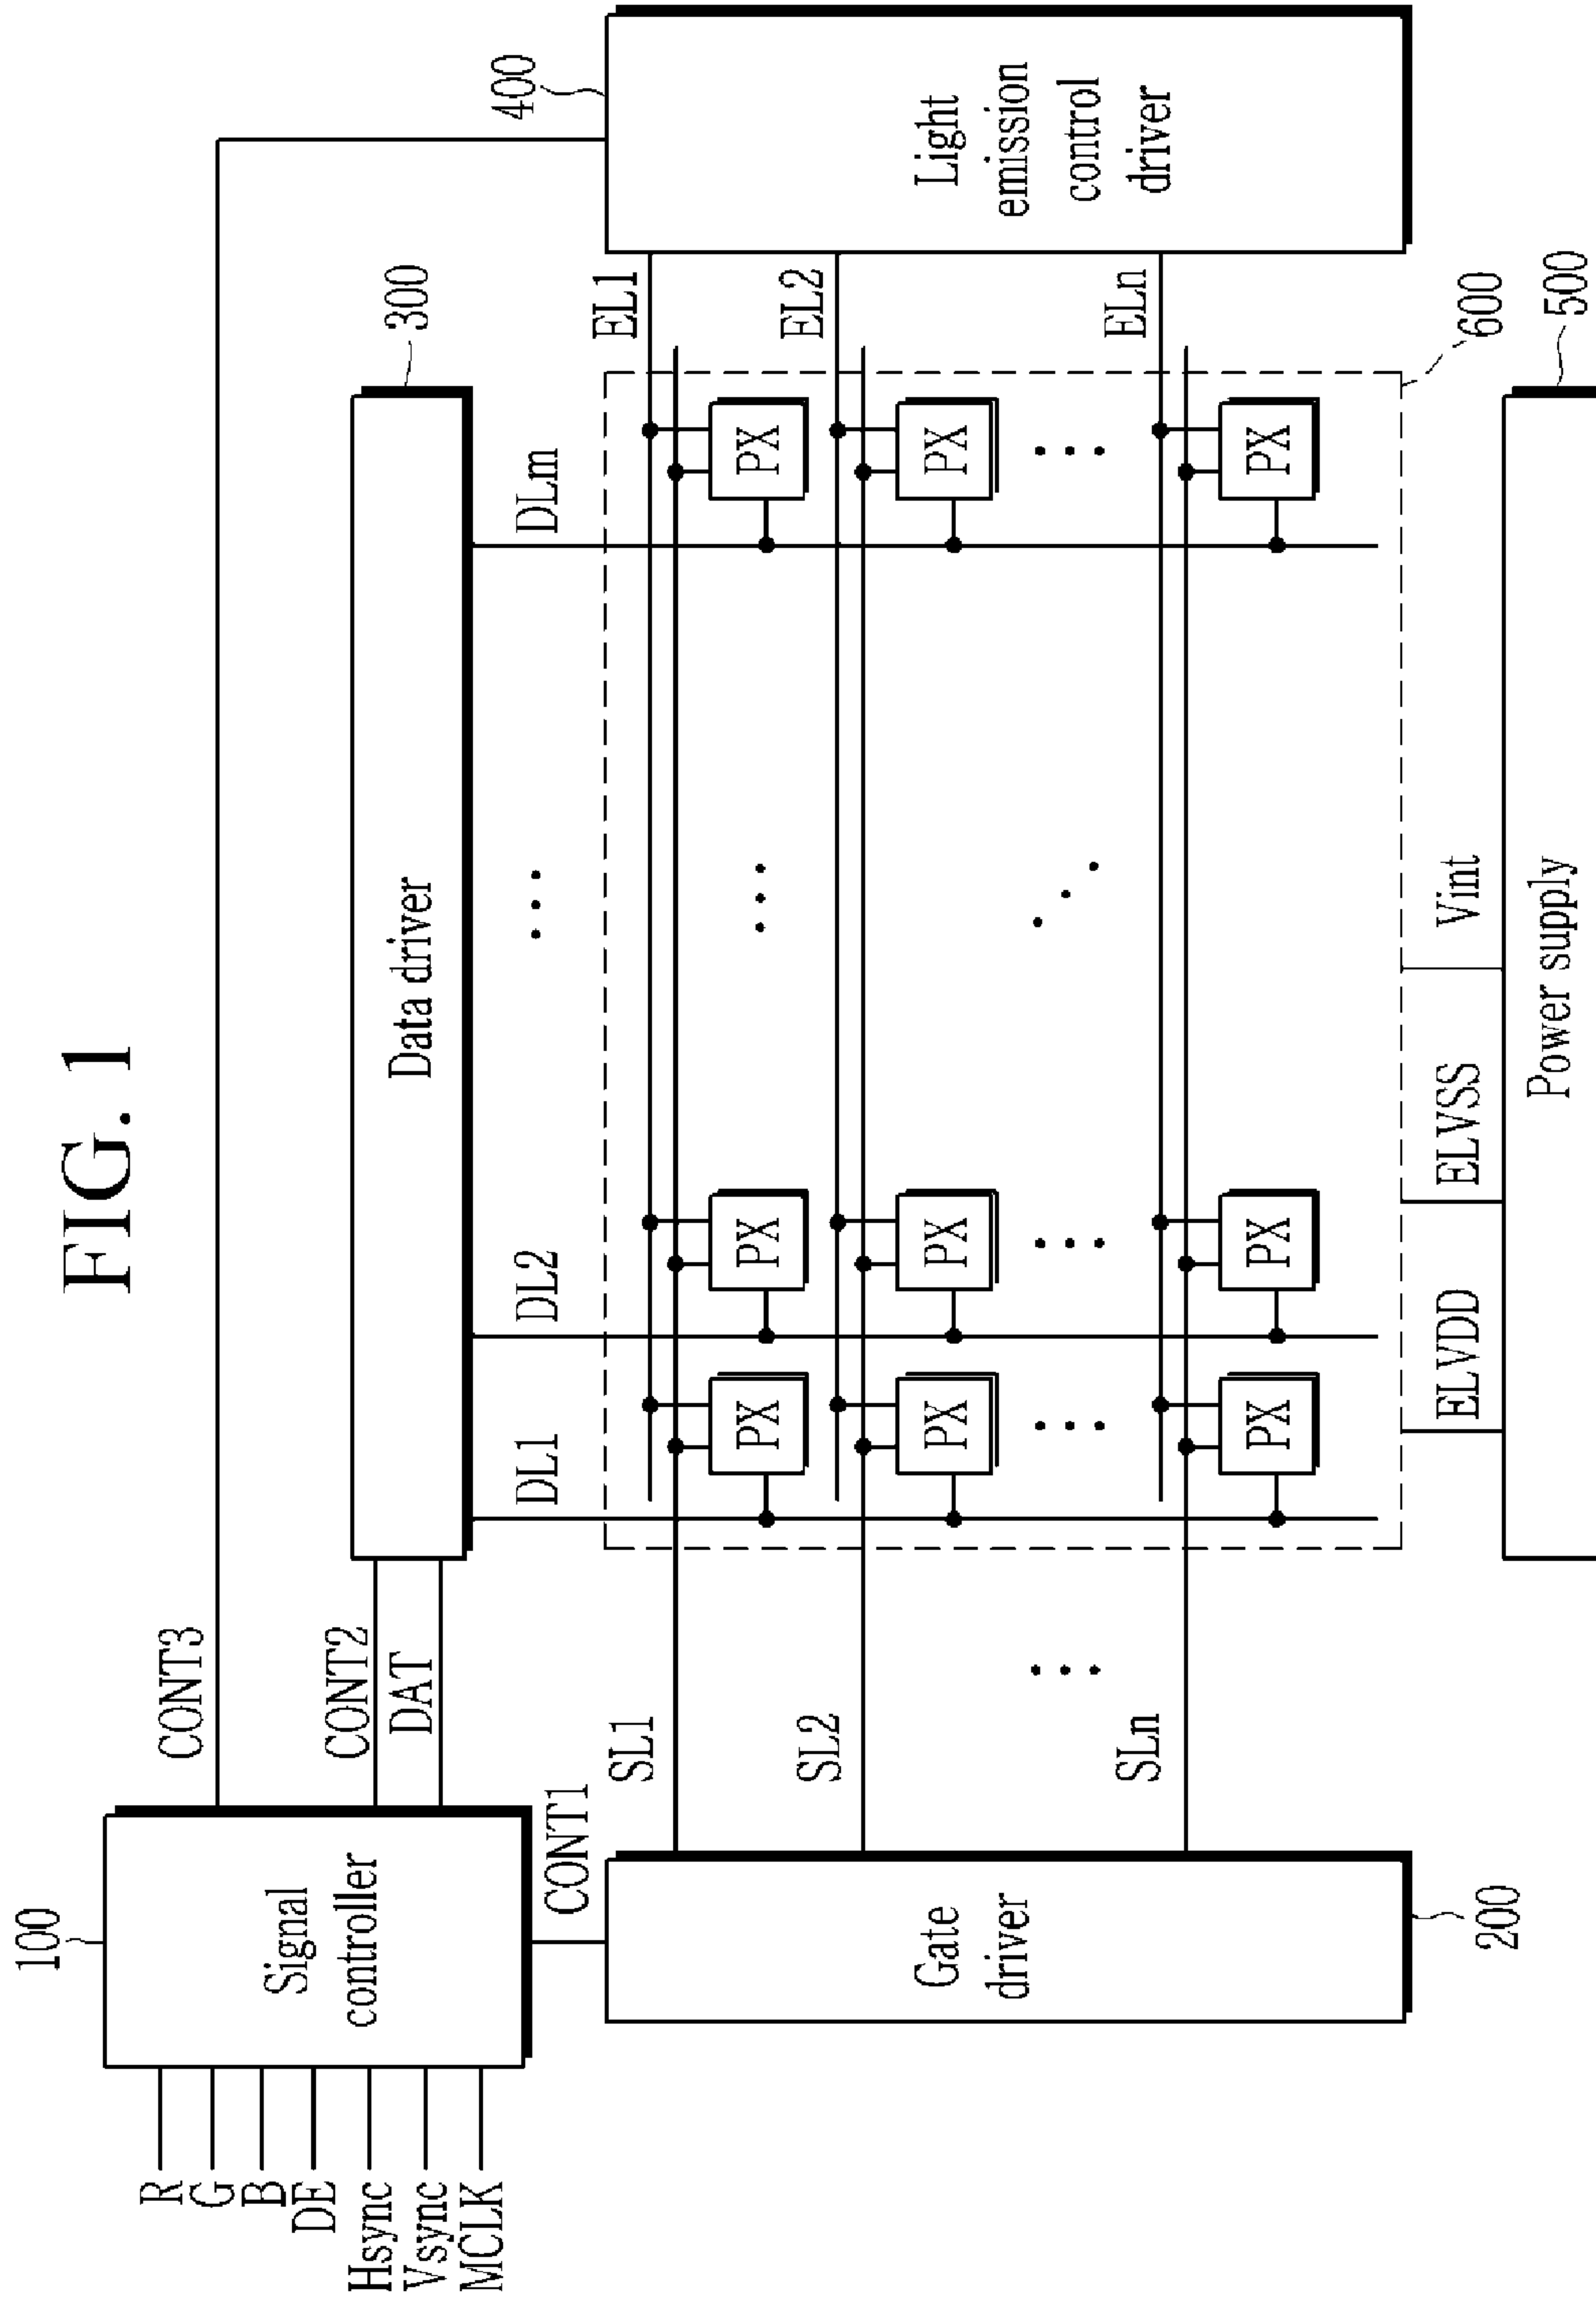 FIG. 1
100
Signal
controller
R
G
B
DE
Hsync
Vsync
MCLK
CONT3
CONT2
DAT
CONT1
300
Data driver
400
Light
emission
control
driver
DL1
DL2
...
DLm
EL1
EL2
ELn
SL1
SL2
...
SLn
Gate
driver
200
PX
PX
...
PX
PX
PX
PX
... ... ...
PX
PX
PX
600
ELVDD
ELVSS
Vint
500
Power supply